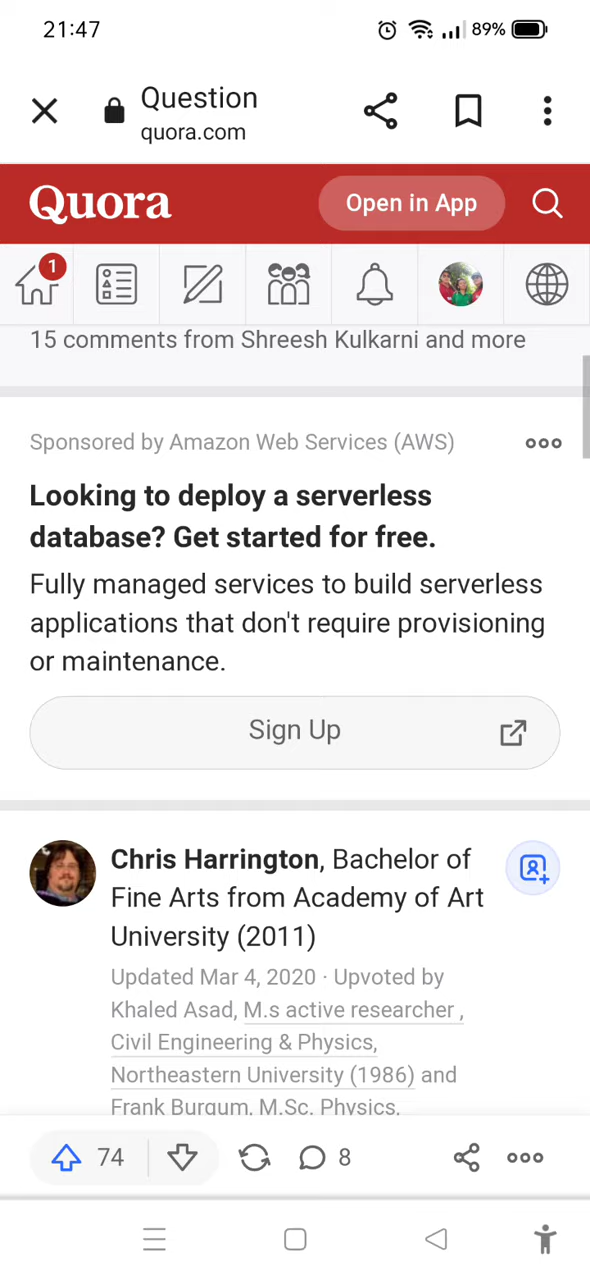 21:47
89%
Question
quora.com
Quora
Open in App
1
15 comments from Shreesh Kulkarni and more
Sponsored by Amazon Web Services (AWS)
Looking to deploy a serverless
database? Get started for free.
Fully managed services to build serverless
applications that don't require provisioning
or maintenance.
Sign Up
Chris Harrington, Bachelor of
Fine Arts from Academy of Art
University (2011)
Updated Mar 4, 2020 · Upvoted by
Khaled Asad, M.s active researcher ,
Civil Engineering & Physics,
Northeastern University (1986) and
Frank Burgum, M.Sc. Physics,
74
8